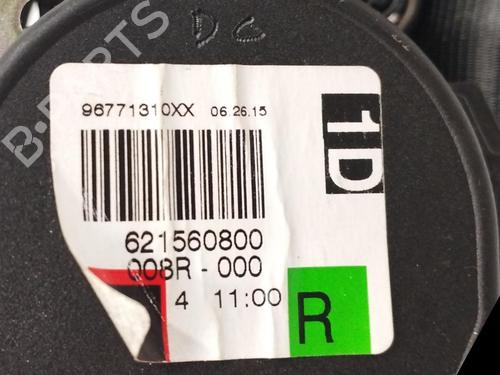 DC
96771310XX 06.26.15
1D
621560800
008R - 000
4 11:00
R
B-PARTS